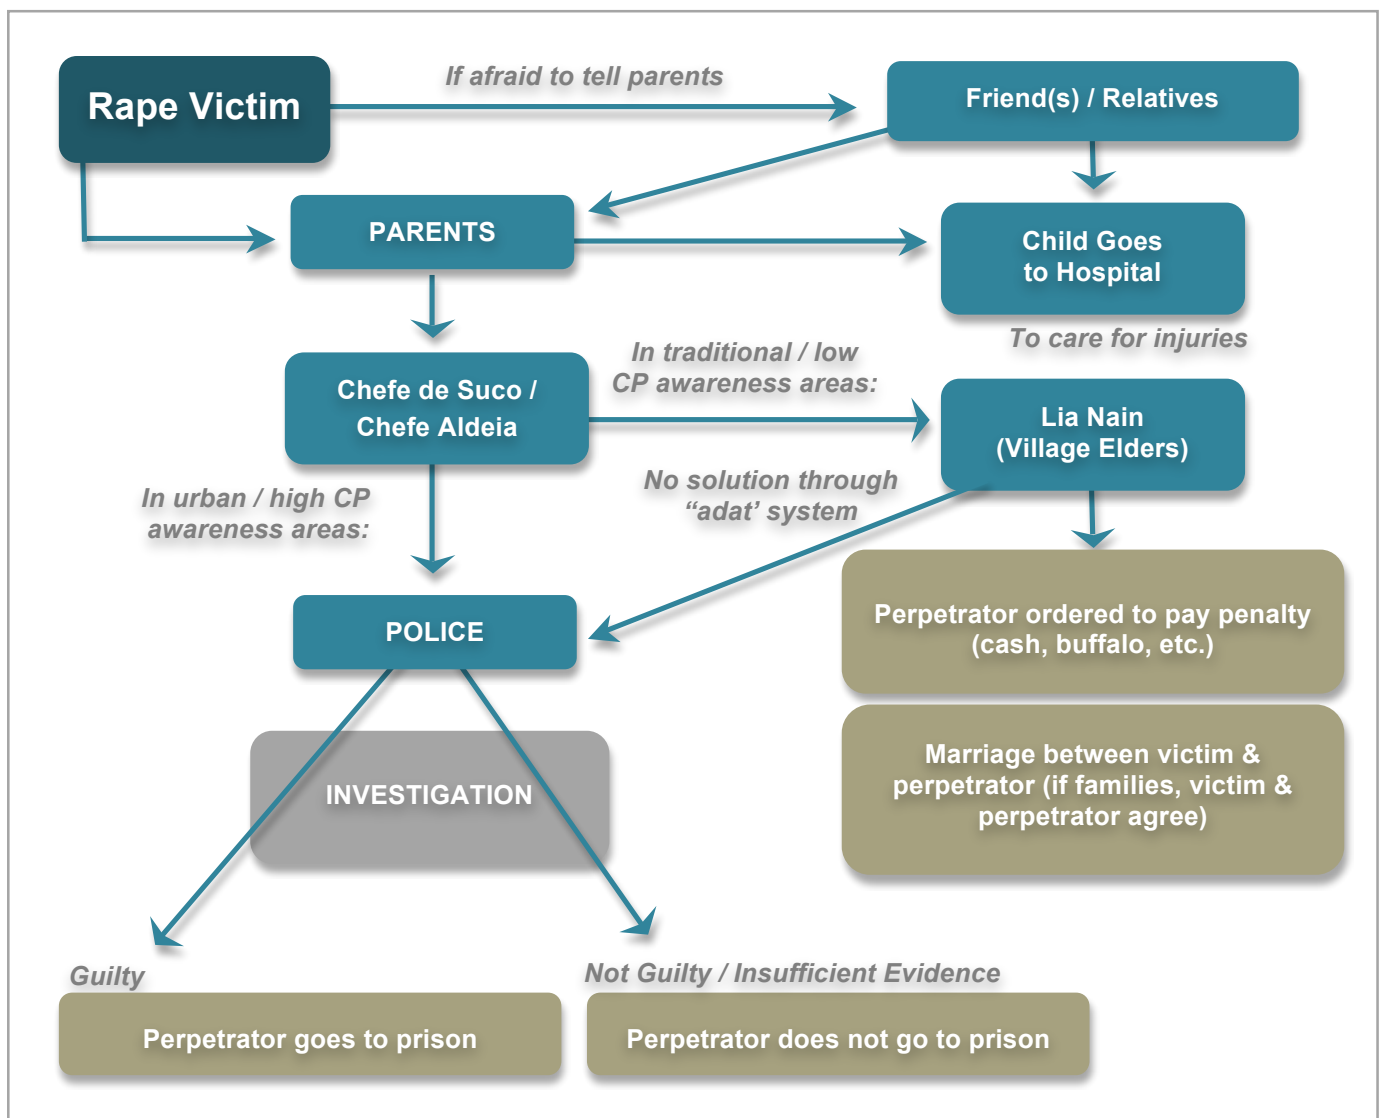 If afraid to tell parents
Rape Victim
Friend(s) / Relatives
PARENTS
Child Goes
to Hospital
To care for injuries
In traditional / low
CP awareness areas:
Chefe de Suco /
Chefe Aldeia
Lia Nain
(Village Elders)
No solution through
“adat’ system
In urban / high CP
awareness areas:
Perpetrator ordered to pay penalty
(cash, buffalo, etc.)
POLICE
Marriage between victim &
perpetrator (if families, victim &
perpetrator agree)
INVESTIGATION
Guilty
Not Guilty / Insufficient Evidence
Perpetrator goes to prison
Perpetrator does not go to prison